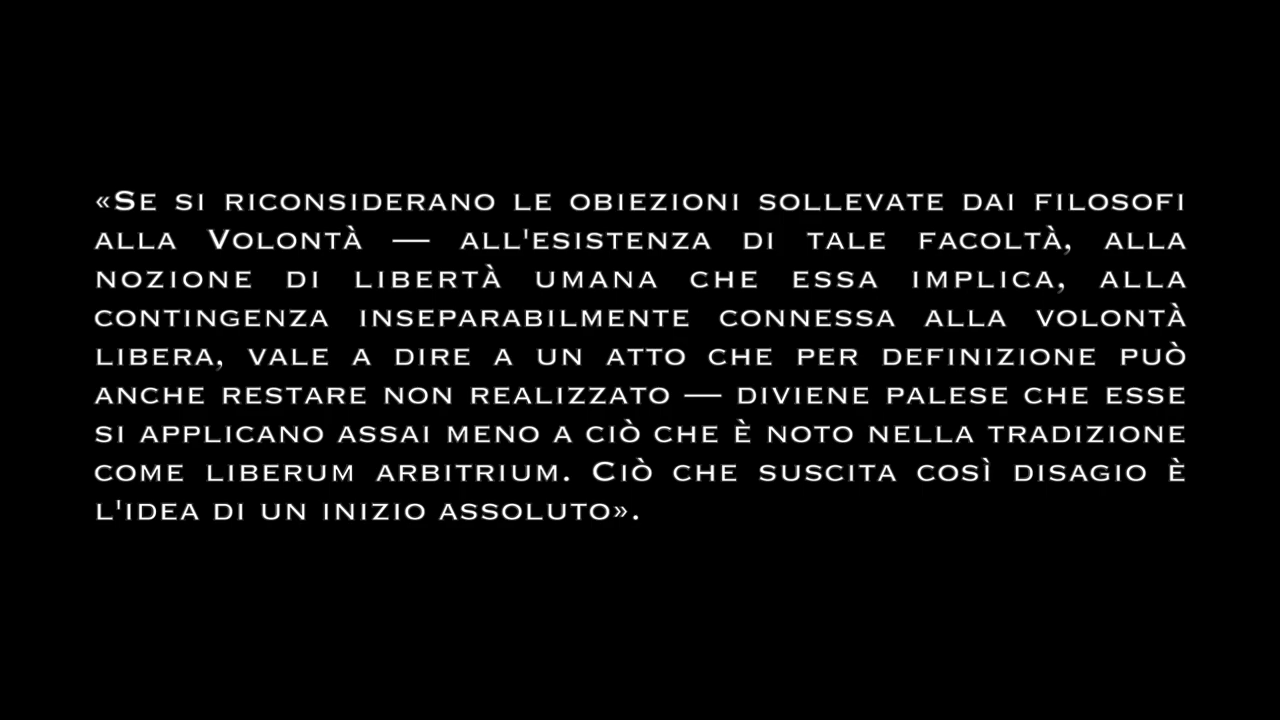 «Se si riconsiderano le obiezioni sollevate dai filosofi
alla Volontà — all'esistenza di tale facoltà, alla
nozione di libertà umana che essa implica, alla
contingenza inseparabilmente connessa alla volontà
libera, vale a dire a un atto che per definizione può
anche restare non realizzato — diviene palese che esse
si applicano assai meno a ciò che è noto nella tradizione
come liberum arbitrium. Ciò che suscita così disagio è
l'idea di un inizio assoluto».